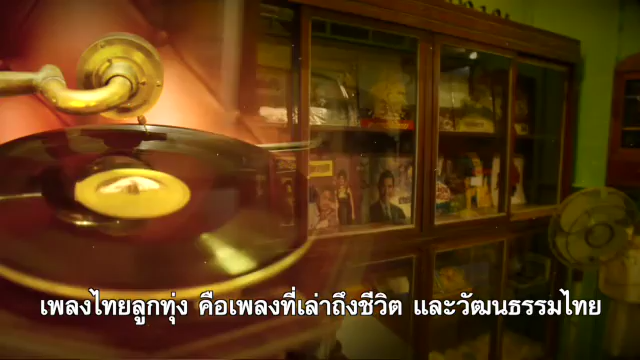 เพลงไทยลูกทุ่ง คือเพลงที่เล่าถึงชีวิต และวัฒนธรรมไทย